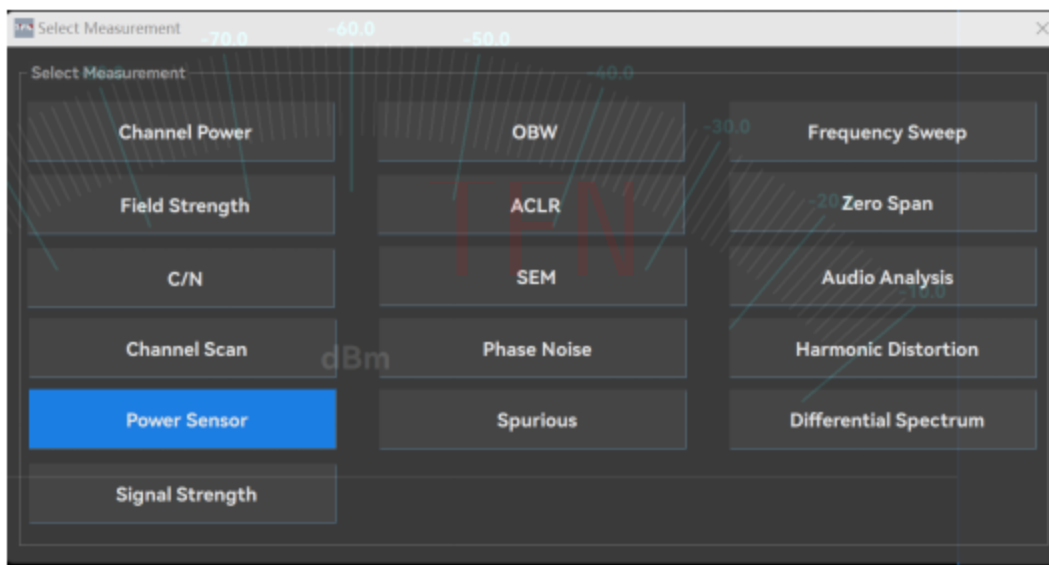 Select Measurement
-70.0 -60.0 -50.0
Select Measurement
-40.0
Channel Power OBW Frequency Sweep
-30.0
Field Strength ACLR Zero Span
-20.0
TFN
C/N SEM Audio Analysis
-10.0
Channel Scan Phase Noise Harmonic Distortion
dBm
Power Sensor Spurious Differential Spectrum
Signal Strength